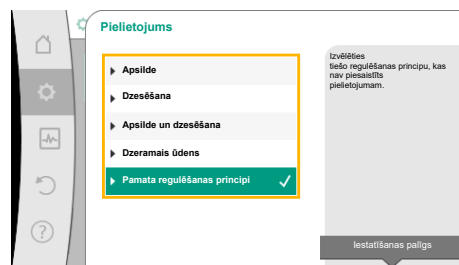 Pielietojums
Apsilde
Dzesēšana
Apsilde un dzesēšana
Dzeramais ūdens
Pamata regulēšanas principi
Izvēlēties
tiešo regulēšanas principu, kas
nav piesaistīts
pielietojumam.
Iestatīšanas palīgs